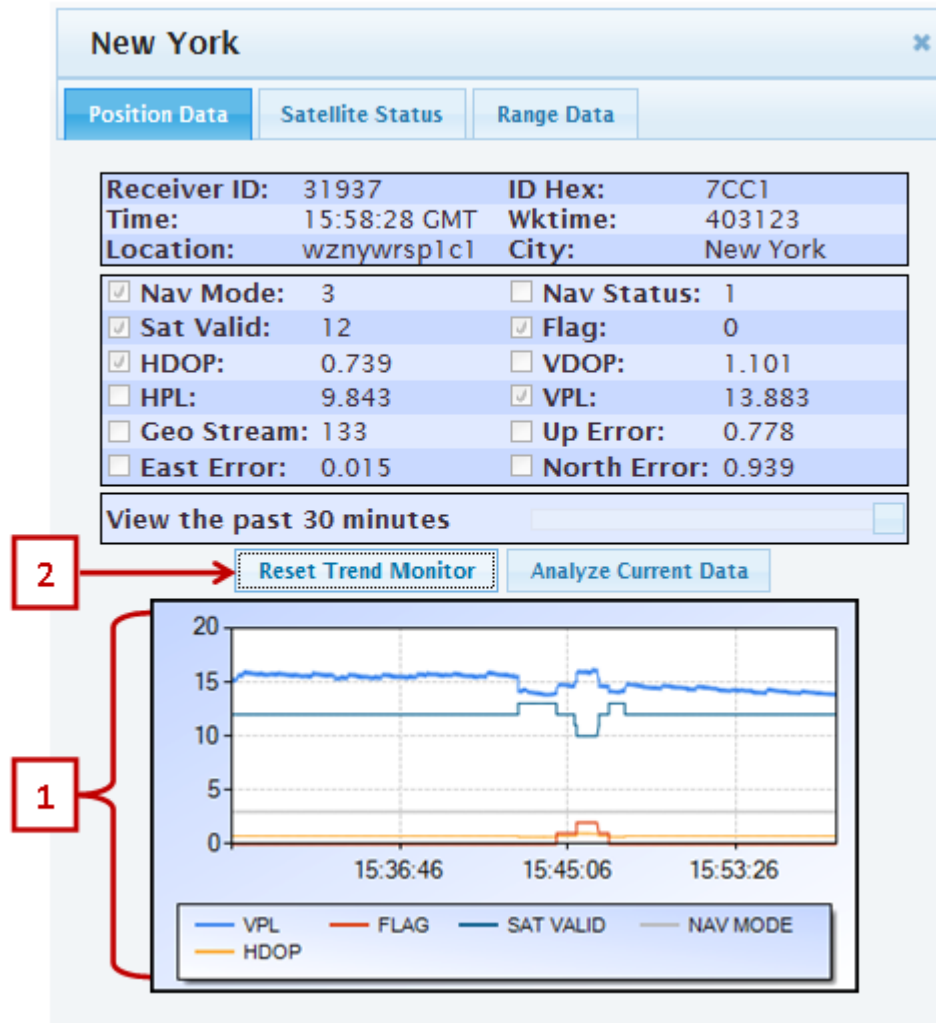 New York
Position Data Satellite Status Range Data
Receiver ID: 31937 ID Hex: 7CC1
Time: 15:58:28 GMT Wktime: 403123
Location: wznywrsp1c1 City: New York
Nav Mode: 3 Nav Status: 1
Sat Valid: 12 Flag: 0
HDOP: 0.739 VDOP: 1.101
HPL: 9.843 VPL: 13.883
Geo Stream: 133 Up Error: 0.778
East Error: 0.015 North Error: 0.939
View the past 30 minutes
2 Reset Trend Monitor Analyze Current Data
20
15
10
5
1
0
15:36:46 15:45:06 15:53:26
VPL FLAG SAT VALID NAV MODE
HDOP